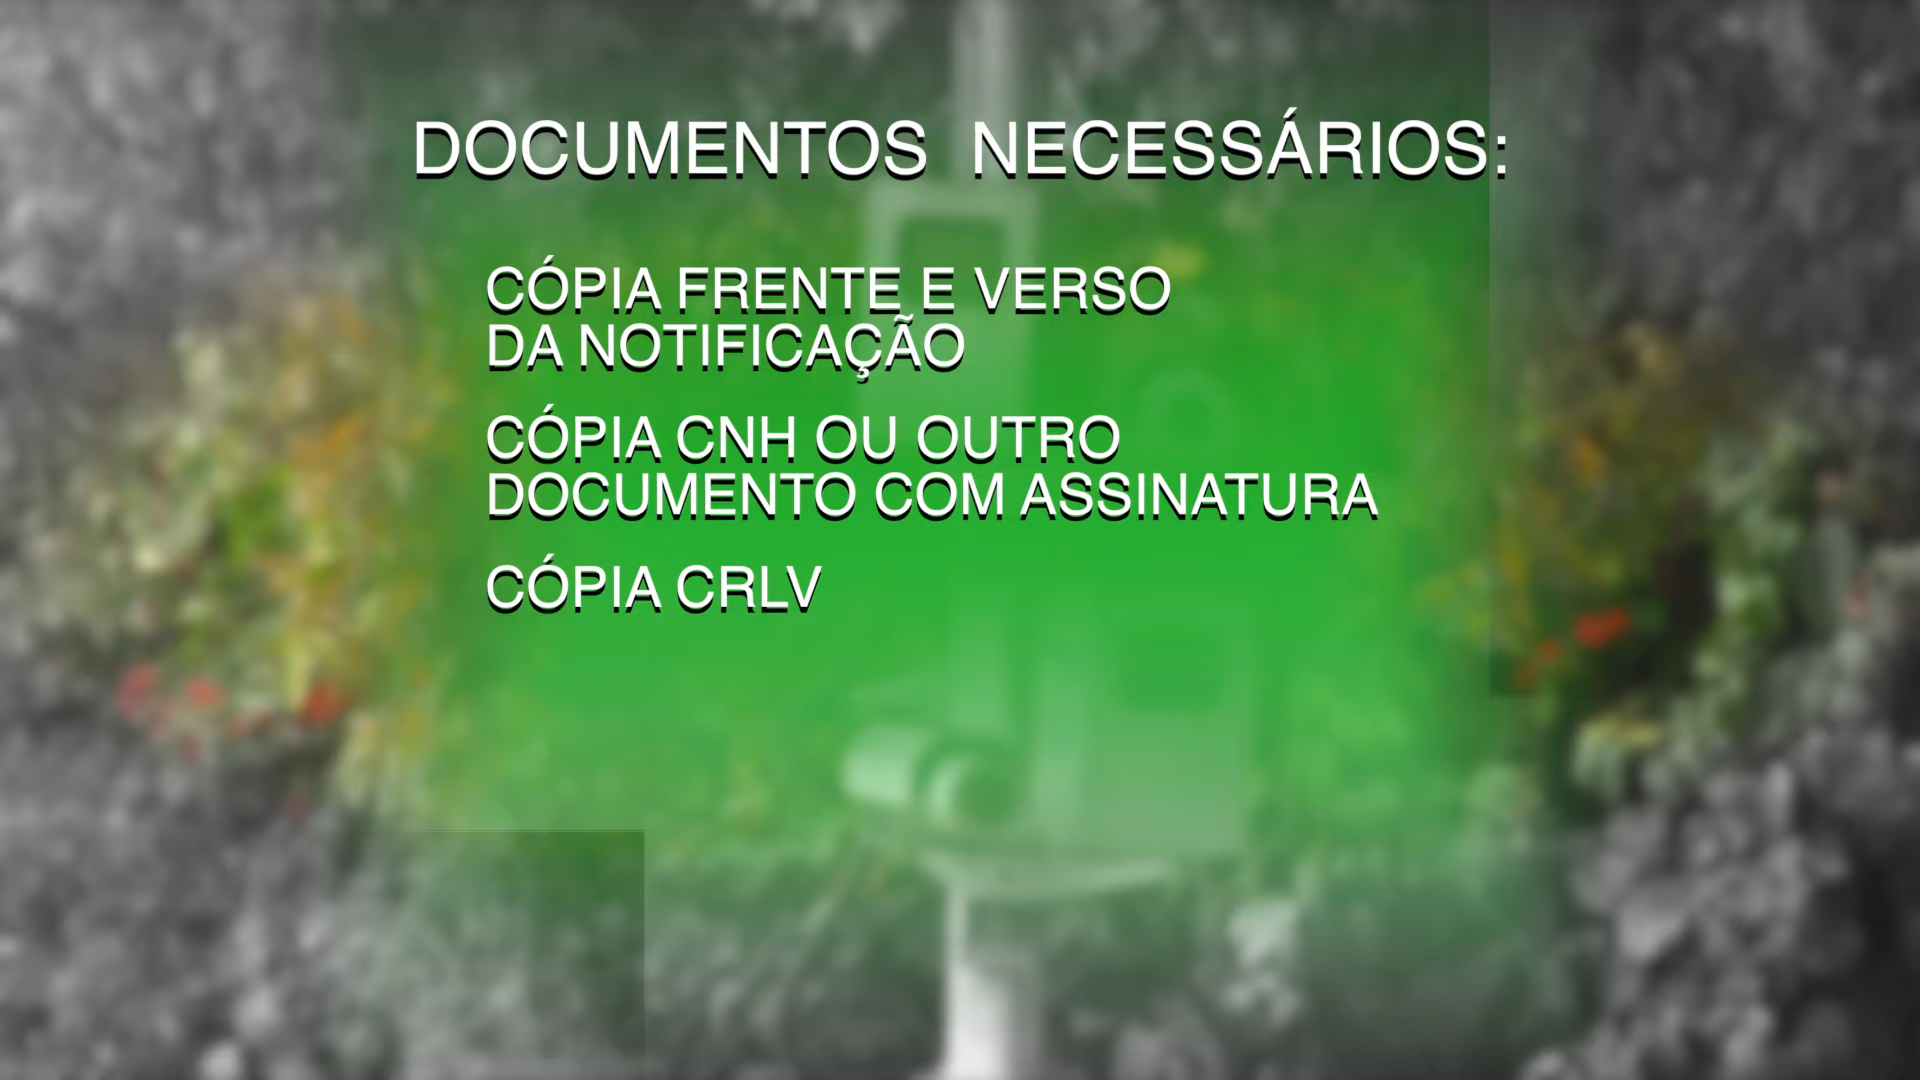 DOCUMENTOS NECESSÁRIOS:
CÓPIA FRENTE E VERSO
DA NOTIFICAÇÃO
CÓPIA CNH OU OUTRO
DOCUMENTO COM ASSINATURA
CÓPIA CRLV